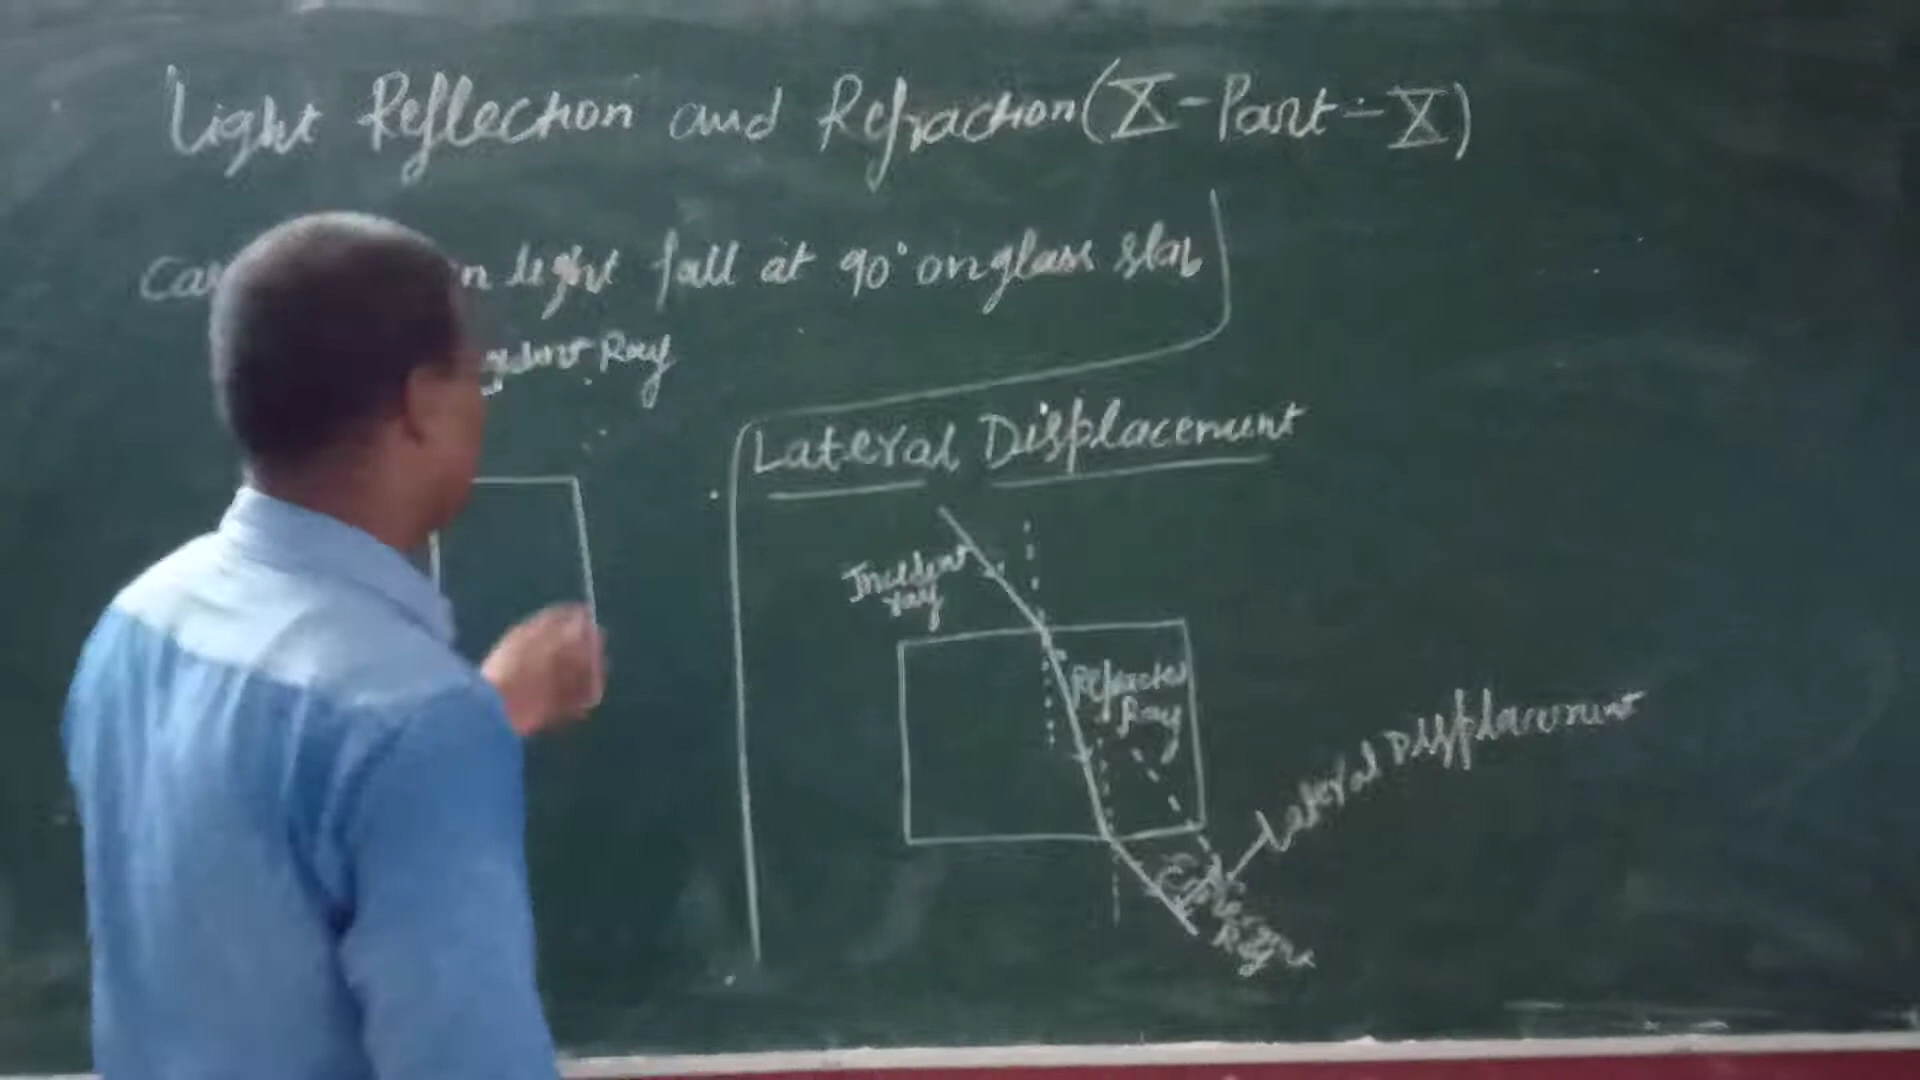 Light Reflection and Refraction (X - Part - X)
light fall at 90° on glass slab
Ray
Lateral Displacement
Incident
ray
Refracted
Ray
Lateral Displacement
Ray